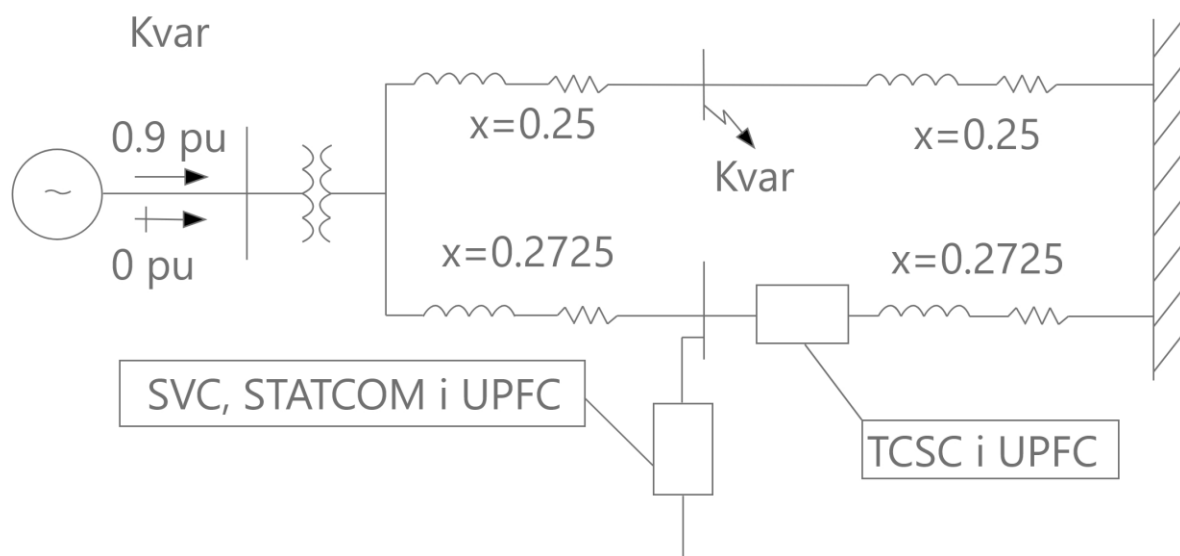 Kvar
0.9 pu
~
0 pu
x=0.25
x=0.25
Kvar
x=0.2725
x=0.2725
SVC, STATCOM i UPFC
TCSC i UPFC